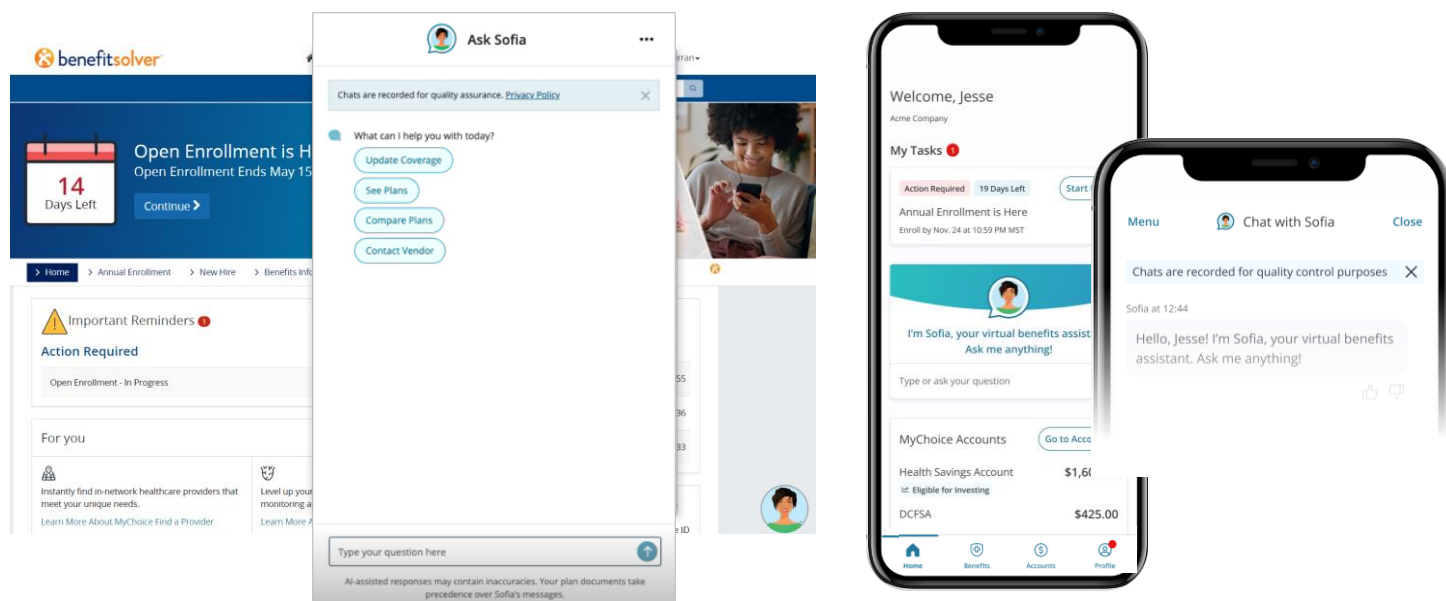 benefitsolver
Open Enrollment is H
Open Enrollment Ends May 15
14
Days Left
Continue
Home
Annual Enrollment
New Hire
Benefits Info
Important Reminders 1
Action Required
Open Enrollment - In Progress
For you
Instantly find in-network healthcare providers that
meet your unique needs.
Learn More About MyChoice Find a Provider
Level up your
monitoring a
Learn More A
55
36
33
e ID
Ask Sofia
Chats are recorded for quality assurance. Privacy Policy
What can I help you with today?
Update Coverage
See Plans
Compare Plans
Contact Vendor
Type your question here
AI-assisted responses may contain inaccuracies. Your plan documents take
precedence over Sofia's messages.
Welcome, Jesse
Acme Company
My Tasks 1
Action Required
19 Days Left
Start
Annual Enrollment is Here
Enroll by Nov. 24 at 10:59 PM MST
I'm Sofia, your virtual benefits assist
Ask me anything!
Type or ask your question
MyChoice Accounts
Go to Acco
Health Savings Account
$1,60
Eligible for Investing
DCFSA
$425.00
Home
Benefits
Accounts
Profile
Menu
Chat with Sofia
Close
Chats are recorded for quality control purposes
Sofia at 12:44
Hello, Jesse! I'm Sofia, your virtual benefits
assistant. Ask me anything!